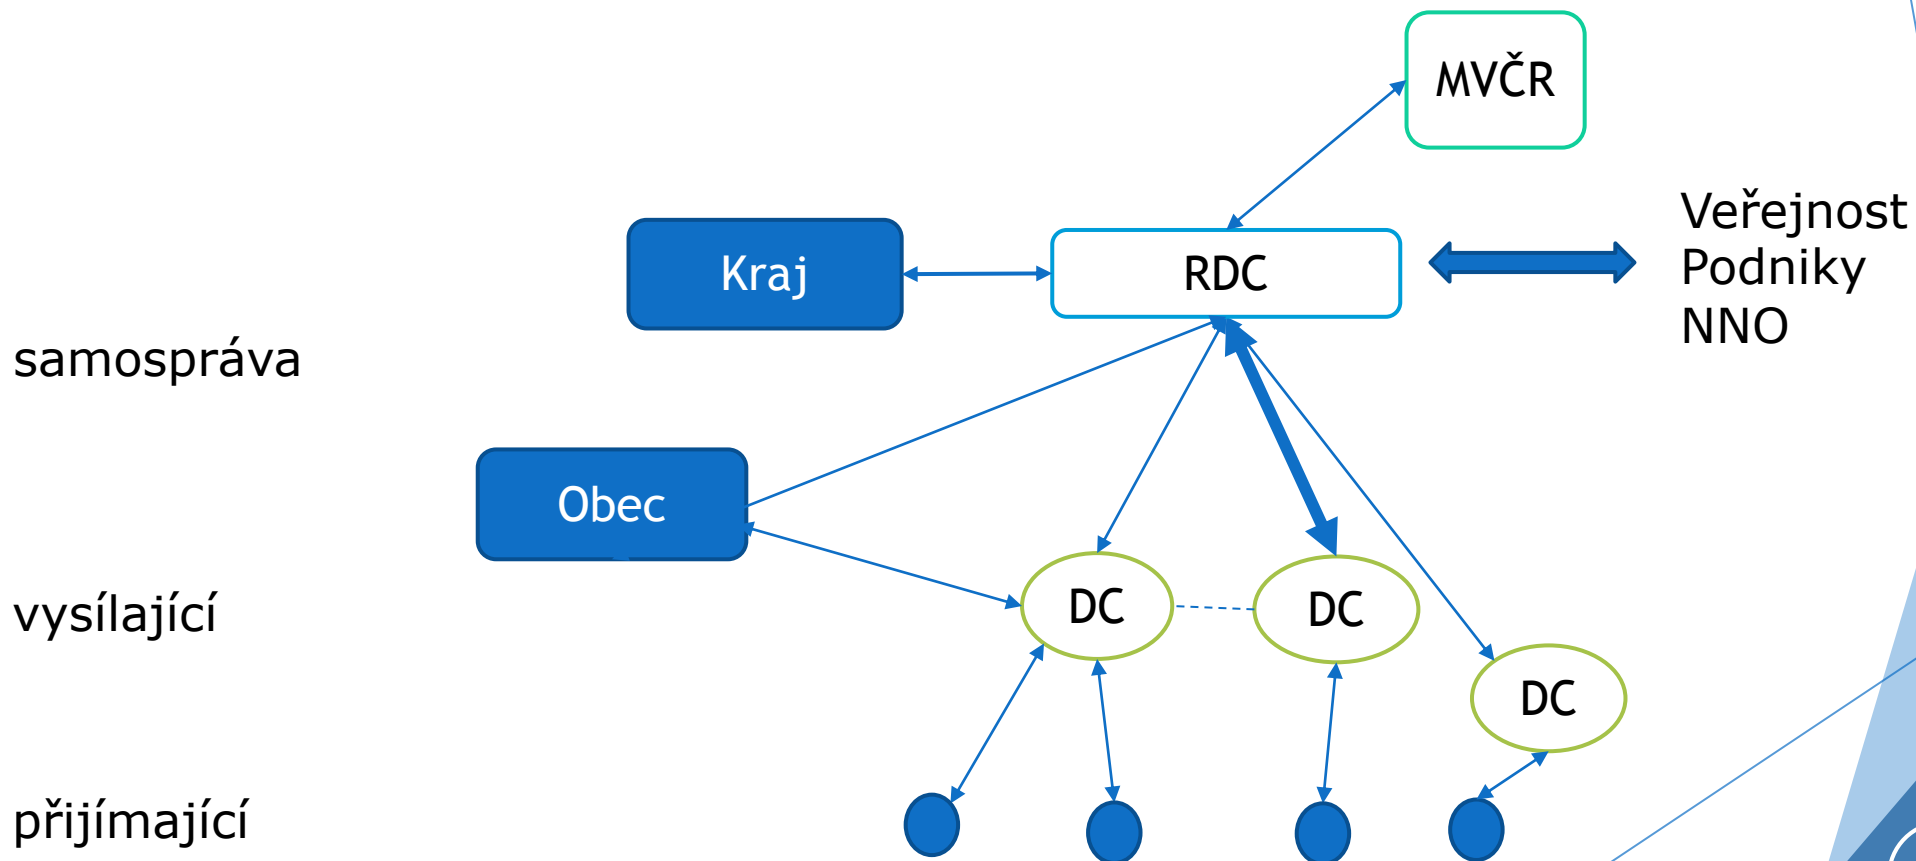 MVČR
Veřejnost
Kraj
RDC
Podniky
NNO
samospráva
Obec
vysílající
DC
DC
DC
přijímající